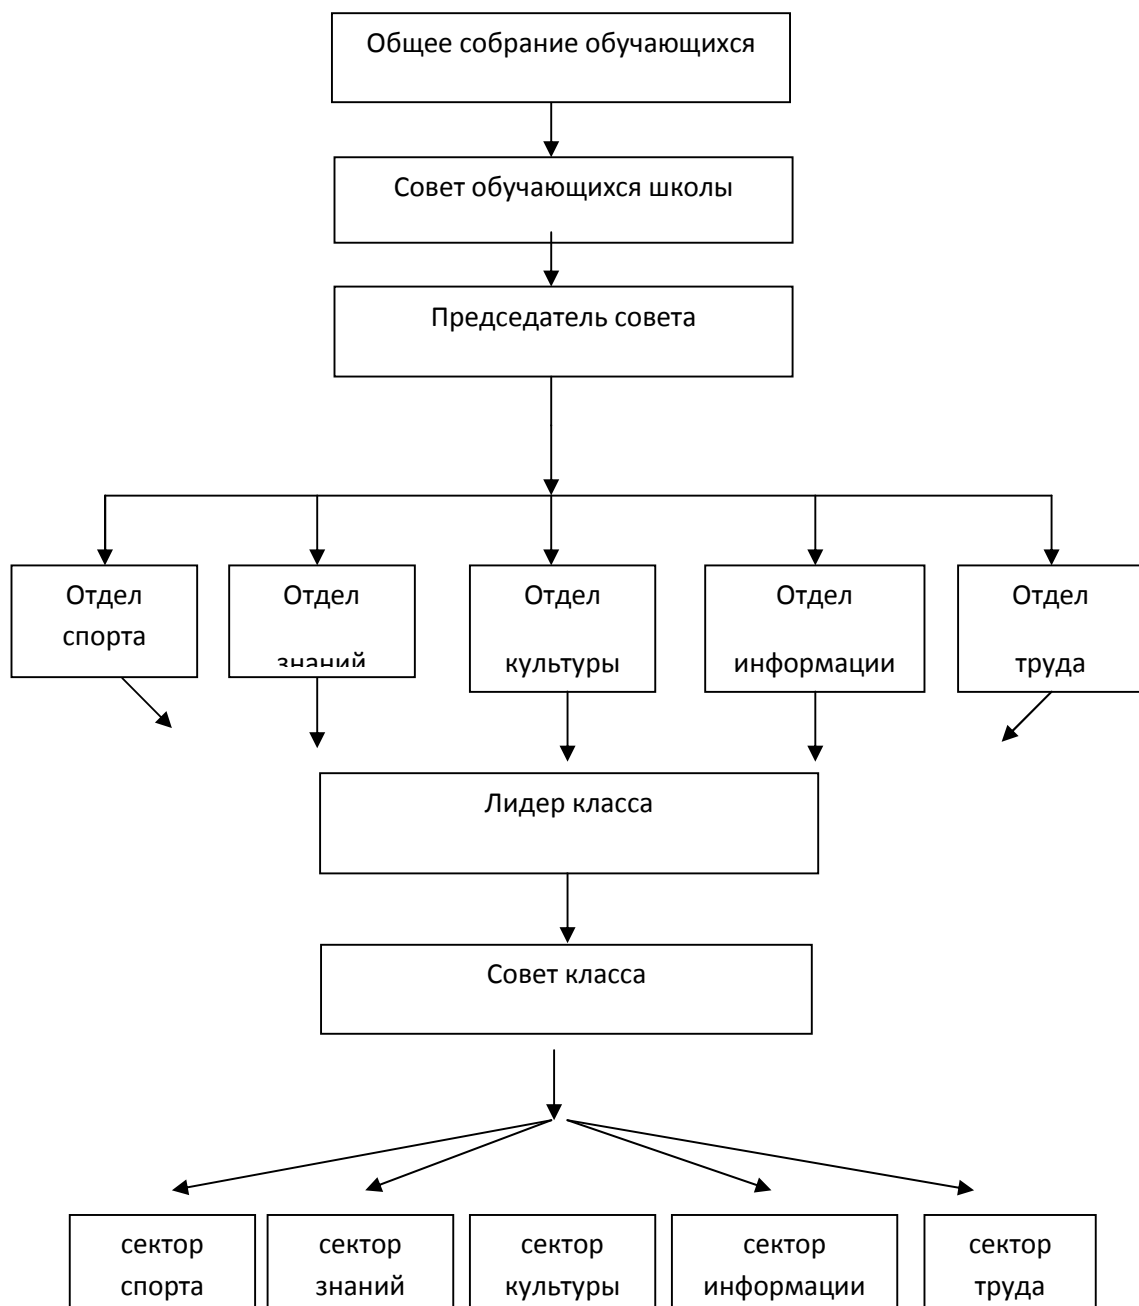 Общее собрание обучающихся
Совет обучающихся школы
Председатель совета
Отдел
спорта
Отдел
знаний
Отдел
культуры
Отдел
информации
Отдел
труда
Лидер класса
Совет класса
сектор
спорта
сектор
знаний
сектор
культуры
сектор
информации
сектор
труда